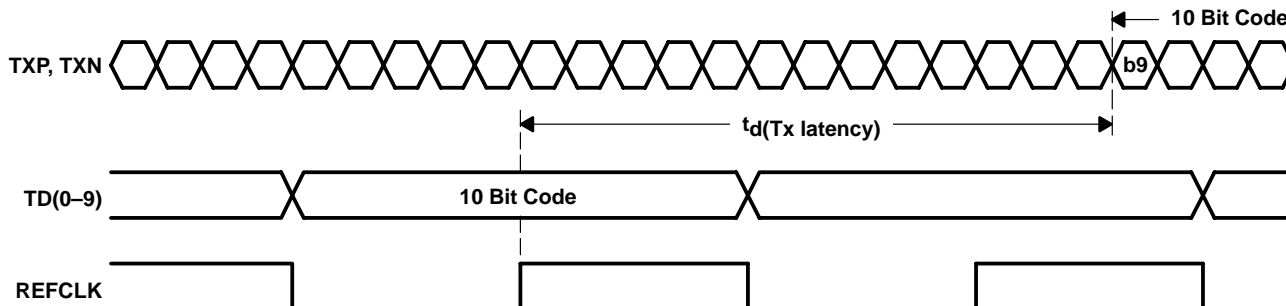 10 Bit Code
TXP, TXN
b9
td(Tx latency)
TD(0–9)
10 Bit Code
REFCLK